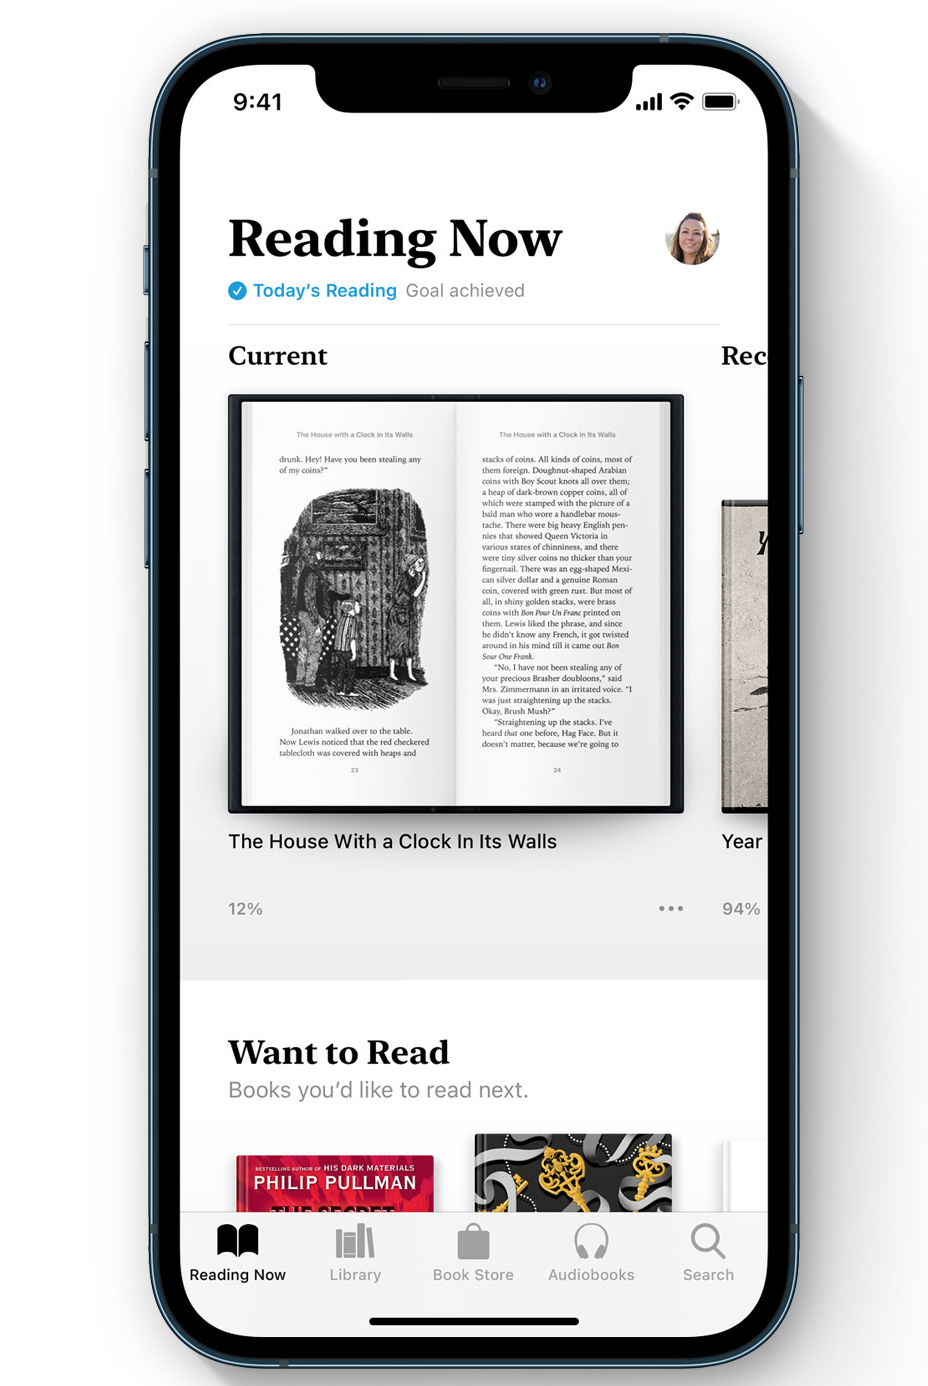 9:41
Reading Now
Today's Reading Goal achieved
Current
Rec
The House with a Clock in Its Walls
drunk. Hey! Have you been stealing any
of my coins?”
Jonathan walked over to the table.
Now Lewis noticed that the red checkered
tablecloth was covered with heaps and
23
The House with a Clock in Its Walls
stacks of coins. All kinds of coins, most of
them foreign. Doughnut-shaped Arabian
coins with Boy Scout knots all over them;
a heap of dark-brown copper coins, all of
which were stamped with the picture of a
bald man who wore a handlebar mous-
tache. There were big heavy English pen-
nies that showed Queen Victoria in
various states of chinniness, and there
were tiny silver coins no thicker than your
fingernail. There was an egg-shaped Mexi-
can silver dollar and a genuine Roman
coin, covered with green rust. But most of
all, in shiny golden stacks, were brass
coins with Bon Pour Un Franc printed on
them. Lewis liked the phrase, and since
he didn't know any French, it got twisted
around in his mind till it came out Bon
Sour One Frank.
“No, I have not been stealing any of
your precious Brasher doubloons,” said
Mrs. Zimmermann in an irritated voice. “I
was just straightening up the stacks.
Okay, Brush Mush?”
“Straightening up the stacks. I've
heard that one before, Hag Face. But it
doesn't matter, because we're going to
24
The House With a Clock In Its Walls
Year
12%
94%
Want to Read
Books you'd like to read next.
BESTSELLING AUTHOR OF HIS DARK MATERIALS
PHILIP PULLMAN
THE SECRET
Reading Now
Library
Book Store
Audiobooks
Search